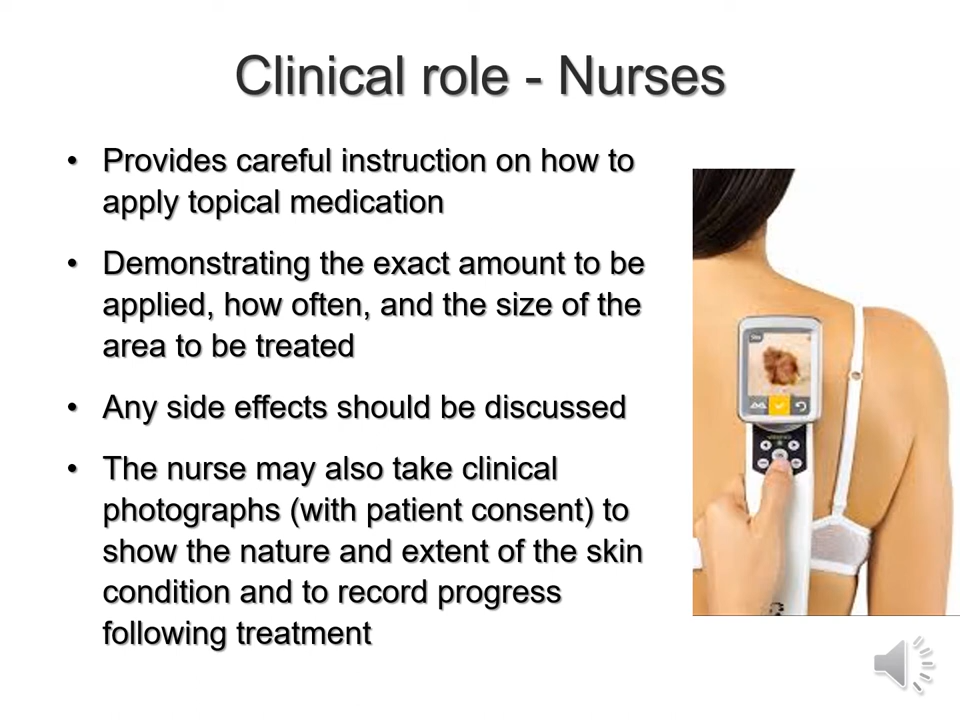 Clinical role - Nurses
• Provides careful instruction on how to
apply topical medication
• Demonstrating the exact amount to be
applied, how often, and the size of the
area to be treated
• Any side effects should be discussed
• The nurse may also take clinical
photographs (with patient consent) to
show the nature and extent of the skin
condition and to record progress
following treatment